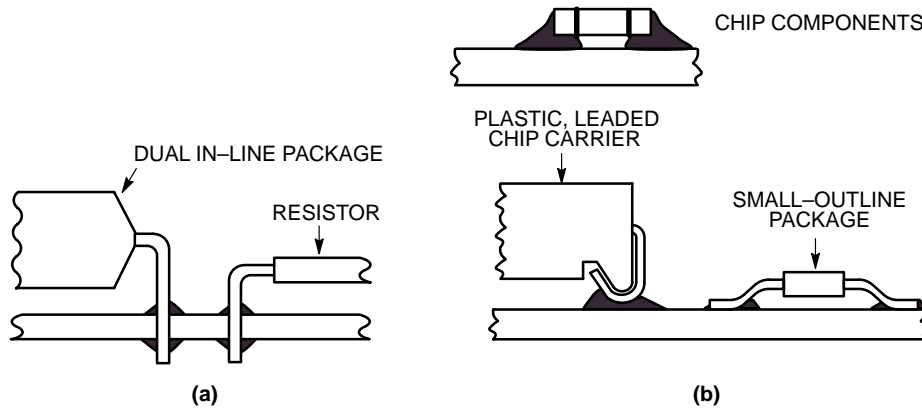 CHIP COMPONENTS
PLASTIC, LEADED
CHIP CARRIER
DUAL IN–LINE PACKAGE
RESISTOR
SMALL–OUTLINE
PACKAGE
(a)
(b)